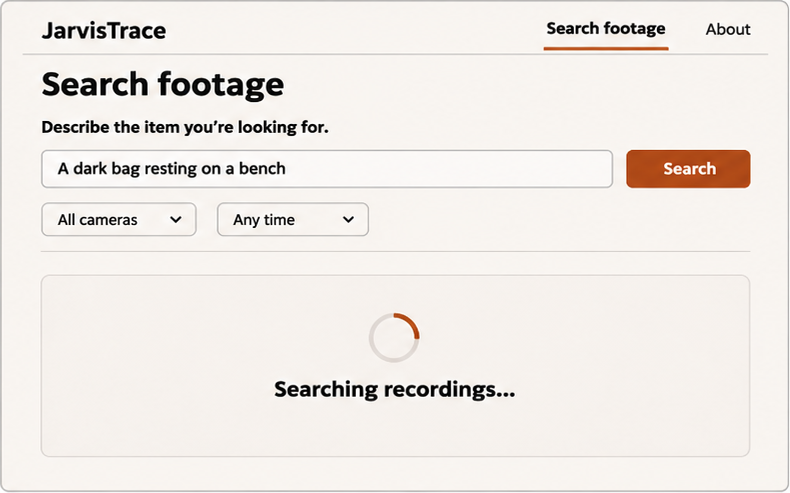 JarvisTrace
Search footage
About
Search footage
Describe the item you’re looking for.
A dark bag resting on a bench
Search
All cameras
Any time
Searching recordings...